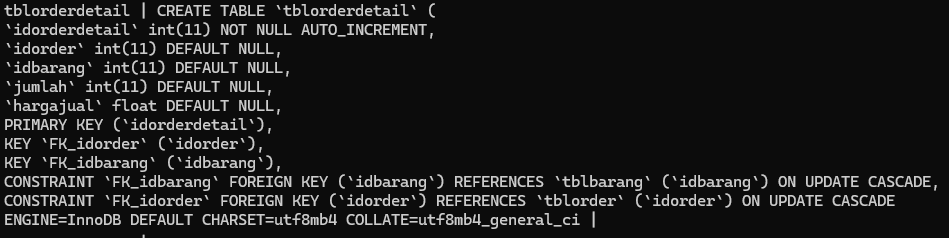 tblorderdetail | CREATE TABLE `tblorderdetail` (
`idorderdetail` int(11) NOT NULL AUTO_INCREMENT,
`idorder` int(11) DEFAULT NULL,
`idbarang` int(11) DEFAULT NULL,
`jumlah` int(11) DEFAULT NULL,
`hargajual` float DEFAULT NULL,
PRIMARY KEY (`idorderdetail`),
KEY `FK_idorder` (`idorder`),
KEY `FK_idbarang` (`idbarang`),
CONSTRAINT `FK_idbarang` FOREIGN KEY (`idbarang`) REFERENCES `tblbarang` (`idbarang`) ON UPDATE CASCADE,
CONSTRAINT `FK_idorder` FOREIGN KEY (`idorder`) REFERENCES `tblorder` (`idorder`) ON UPDATE CASCADE
ENGINE=InnoDB DEFAULT CHARSET=utf8mb4 COLLATE=utf8mb4_general_ci |